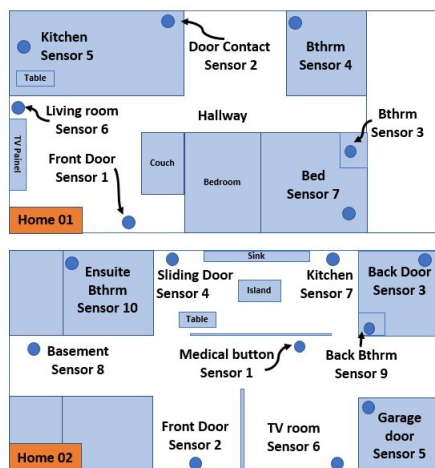 Kitchen
Sensor 5
Table
Door Contact
Sensor 2
Bthrm
Sensor 4
Living room
Sensor 6
Hallway
Bthrm
Sensor 3
TV Painel
Front Door
Sensor 1
Couch
Bedroom
Bed
Sensor 7
Home 01
Ensuite
Bthrm
Sensor 10
Sliding Door
Sensor 4
Sink
Island
Table
Kitchen
Sensor 7
Back Door
Sensor 3
Basement
Sensor 8
Medical button
Sensor 1
Back Bthrm
Sensor 9
Front Door
Sensor 2
TV room
Sensor 6
Garage
door
Sensor 5
Home 02